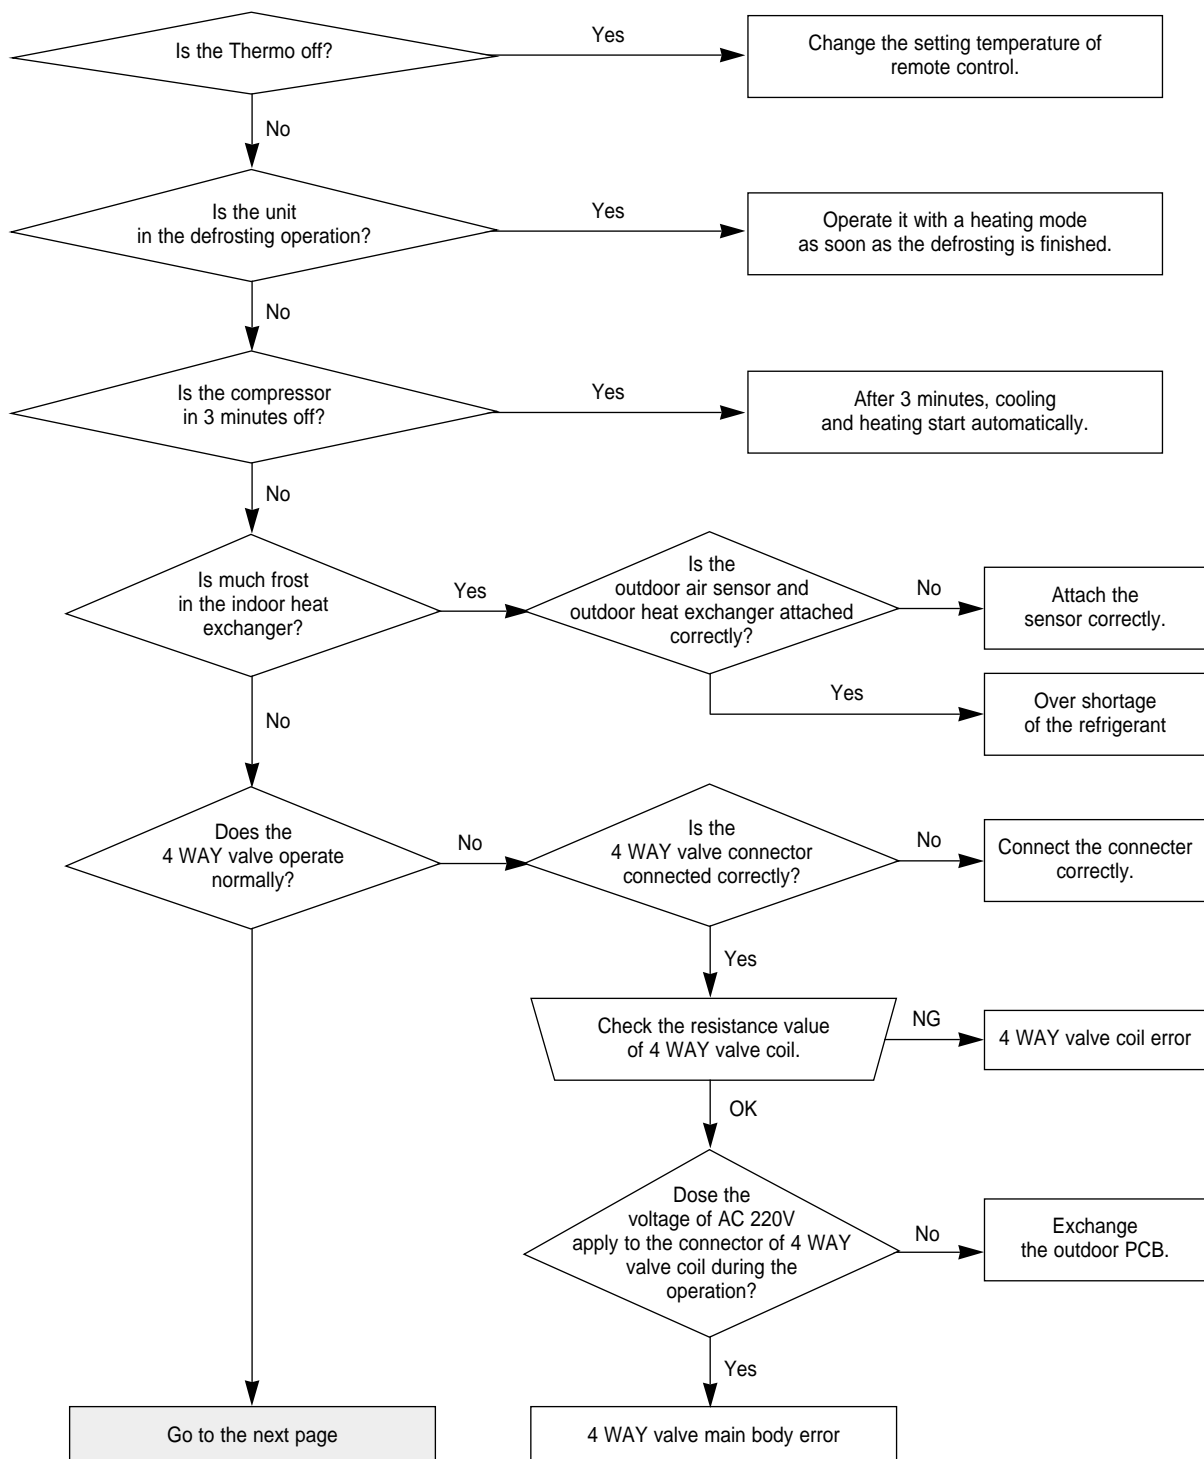 Is the Thermo off?
Yes
Change the setting temperature of
remote control.
No
Is the unit
in the defrosting operation?
Yes
Operate it with a heating mode
as soon as the defrosting is finished.
No
Is the compressor
in 3 minutes off?
Yes
After 3 minutes, cooling
and heating start automatically.
No
Is much frost
in the indoor heat
exchanger?
Yes
Is the
outdoor air sensor and
outdoor heat exchanger attached
correctly?
No
Attach the
sensor correctly.
Yes
Over shortage
of the refrigerant
No
Does the
4 WAY valve operate
normally?
No
Is the
4 WAY valve connector
connected correctly?
No
Connect the connecter
correctly.
Yes
Check the resistance value
of 4 WAY valve coil.
NG
4 WAY valve coil error
OK
Dose the
voltage of AC 220V
apply to the connector of 4 WAY
valve coil during the
operation?
No
Exchange
the outdoor PCB.
Yes
Go to the next page
4 WAY valve main body error